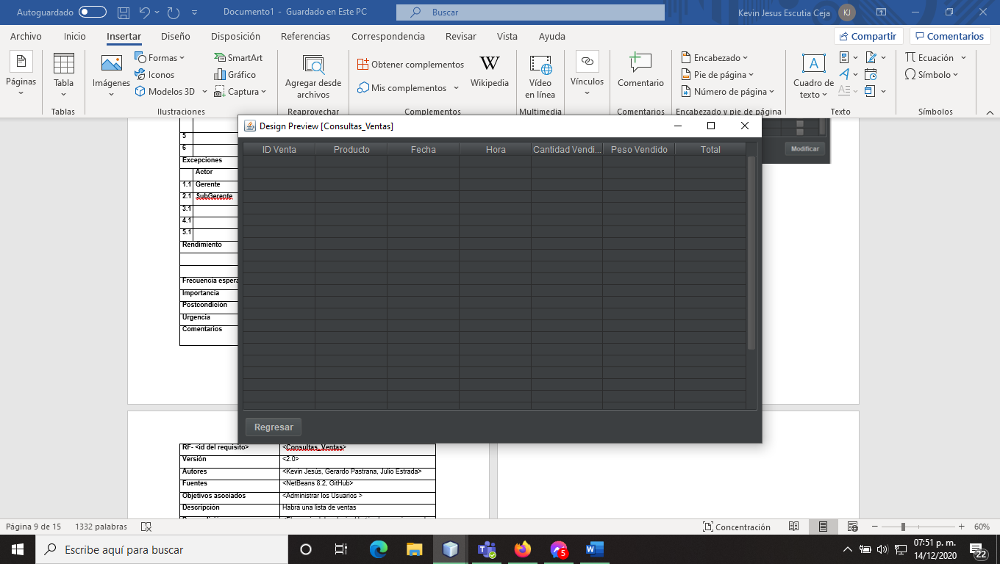 Autoguardado
Documento1 - Guardado en Este PC
Buscar
Kevin Jesus Escutia Ceja
KJ
Archivo Inicio Insertar Diseño Disposición Referencias Correspondencia Revisar Vista Ayuda
Compartir Comentarios
Páginas
Tabla
Tablas
Imágenes
Formas
Iconos
Modelos 3D
SmartArt
Gráfico
Captura
Ilustraciones
Agregar desde
archivos
Reaprovechar
Obtener complementos
Mis complementos
W
Wikipedia
Complementos
Vídeo
en línea
Multimedia
Vínculos
Comentario
Comentarios
Encabezado
Pie de página
Número de página
Encabezado y pie de página
A
Cuadro de
texto
Texto
Ecuación
Símbolo
Símbolos
5
6
Excepciones
Actor
1.1 Gerente
2.1 SubGerente
3.1
4.1
5.1
Rendimiento
Frecuencia espera
Importancia
Postcondición
Urgencia
Comentarios
Design Preview [Consultas_Ventas]
ID Venta Producto Fecha Hora Cantidad Vendi... Peso Vendido Total
Regresar
Modificar
RF- <id del requisito> <Consultas_Ventas>
Versión <2.0>
Autores <Kevin Jesús, Gerardo Pastrana, Julio Estrada>
Fuentes <NetBeans 8.2, GitHub>
Objetivos asociados <Administrar los Usuarios >
Descripción Habrá una lista de ventas
Página 9 de 15 1332 palabras
Concentración
60%
Escribe aquí para buscar
5
07:51 p. m.
14/12/2020
22